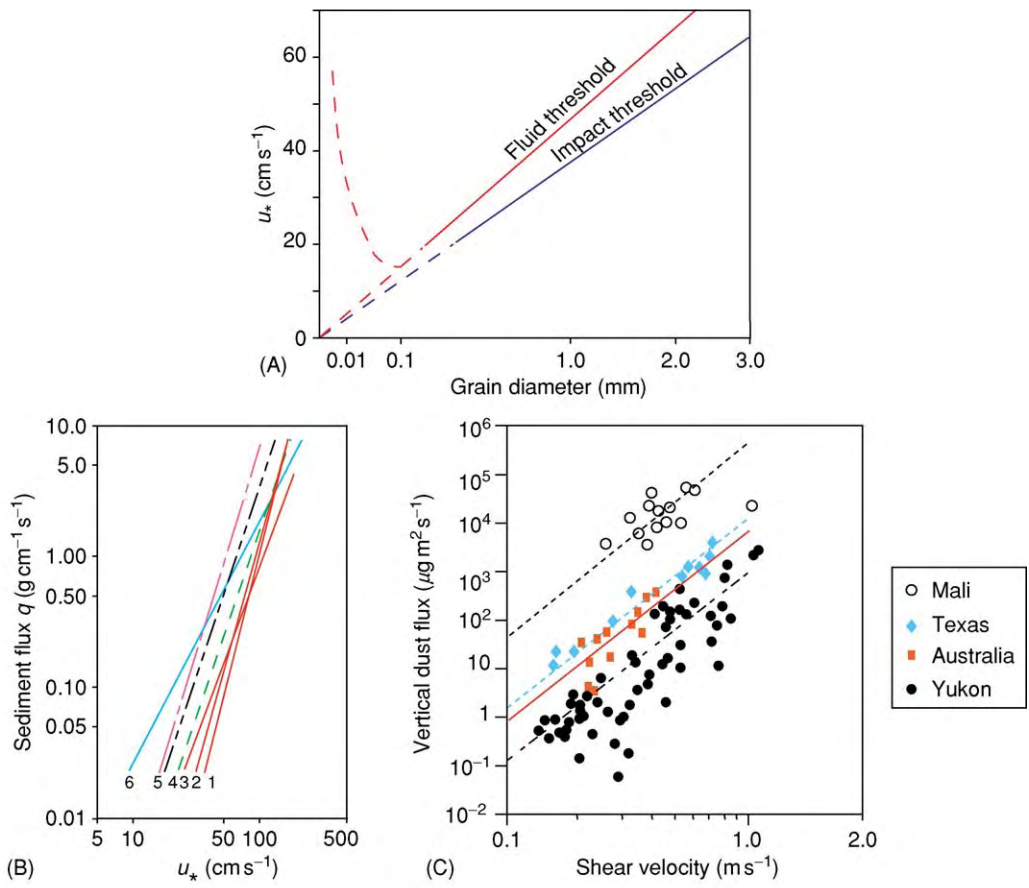 60
40
20
0
u* (cm s⁻¹)
Fluid threshold
Impact threshold
0.01 0.1 1.0 2.0 3.0
Grain diameter (mm)
(A)
10.0
5.0
1.00
0.50
0.10
0.05
0.01
Sediment flux q (g cm⁻¹ s⁻¹)
6 5 4 3 2 1
5 10 50 100 500
u* (cm s⁻¹)
(B)
10⁶
10⁵
10⁴
10³
10²
10
1
10⁻¹
10⁻²
Vertical dust flux (μg m² s⁻¹)
0.1 1.0 2.0
Shear velocity (m s⁻¹)
(C)
Mali
Texas
Australia
Yukon